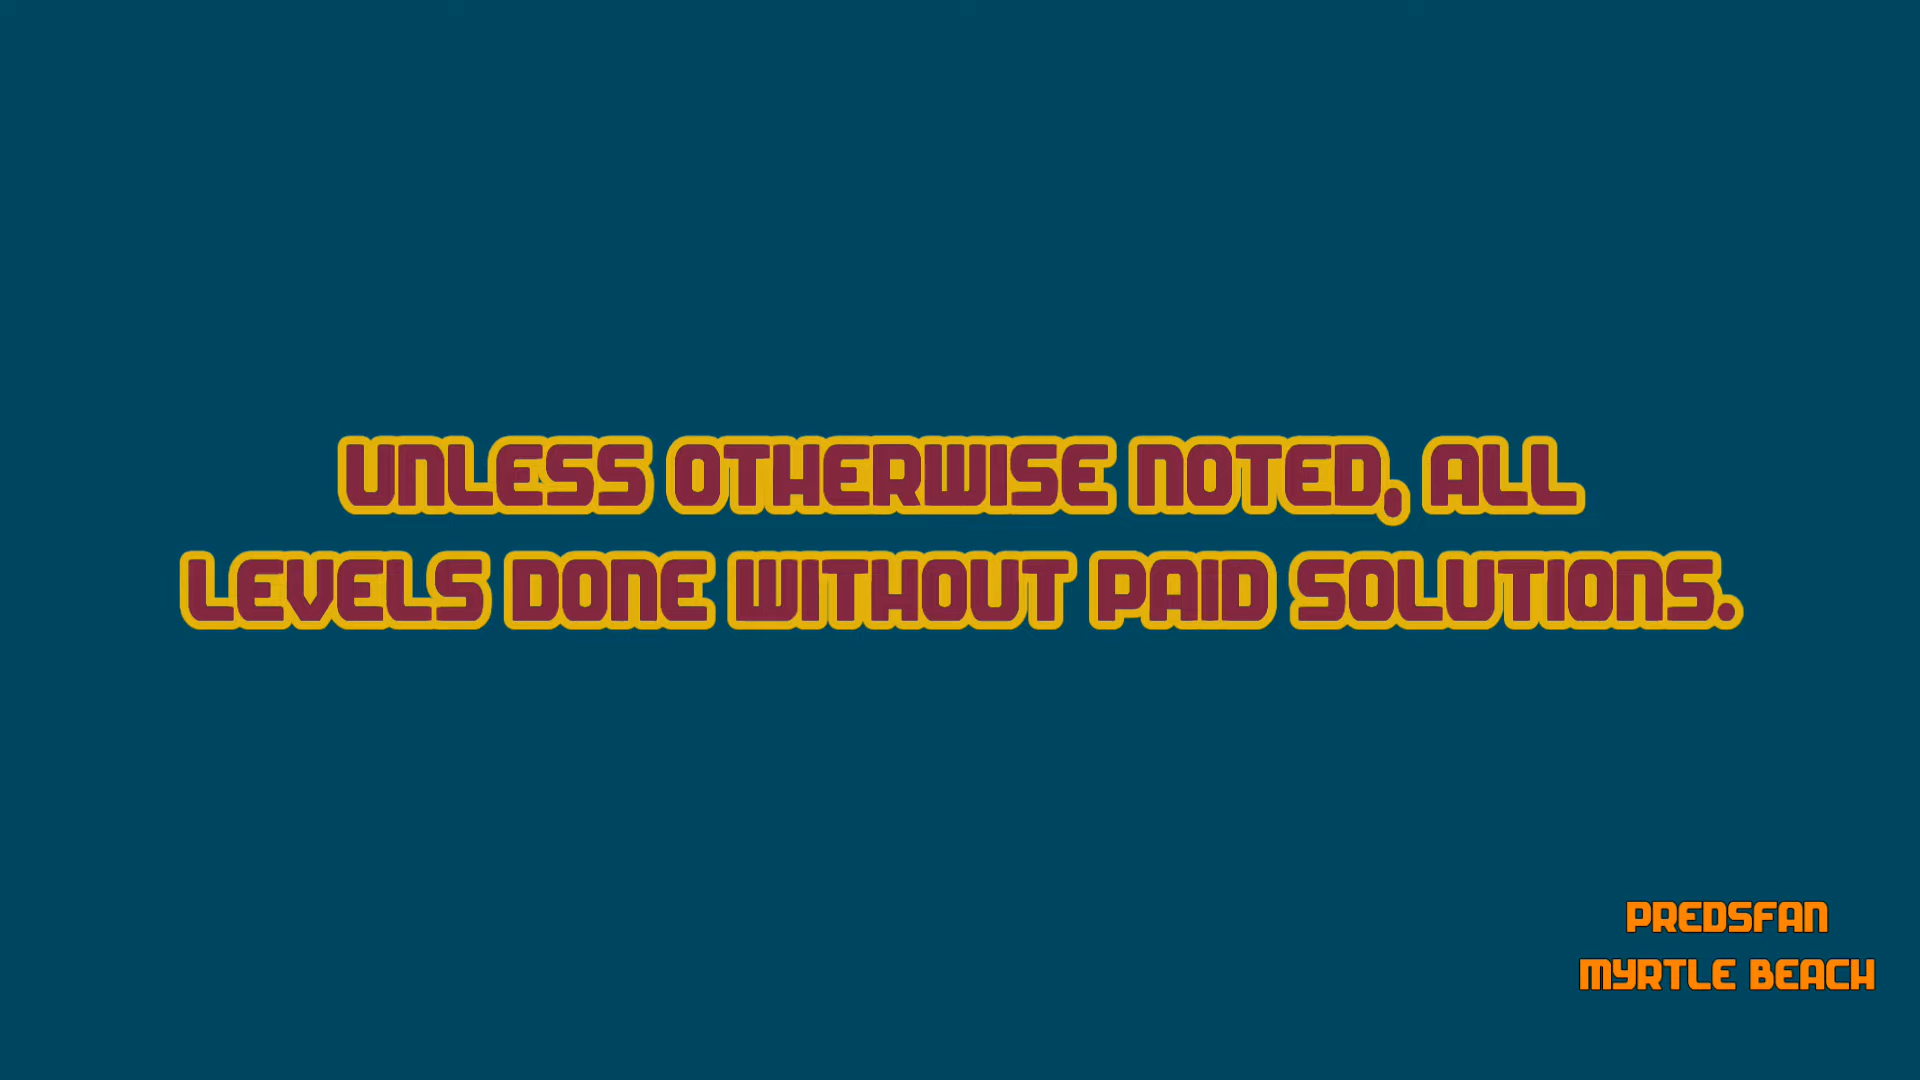 UNLESS OTHERWISE NOTED, ALL
LEVELS DONE WITHOUT PAID SOLUTIONS.
PREDSFAN
MYRTLE BEACH